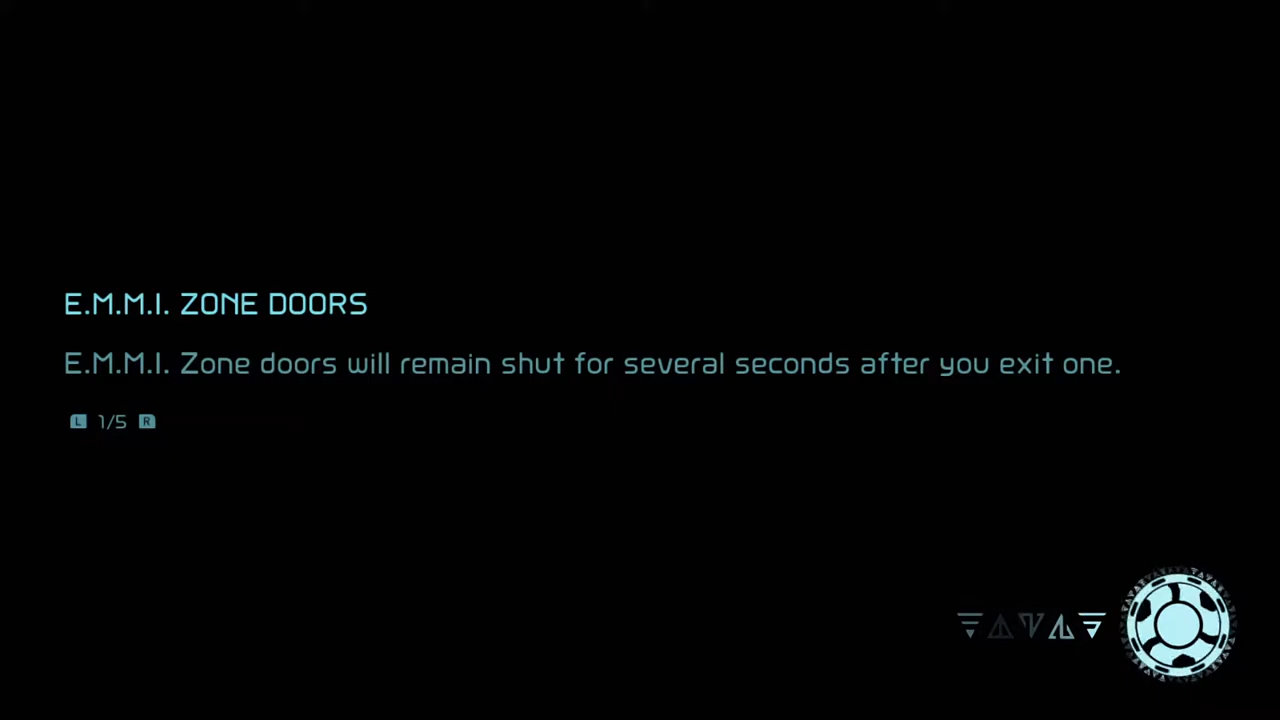 E.M.M.I. ZONE DOORS
E.M.M.I. Zone doors will remain shut for several seconds after you exit one.
L 1/5 R